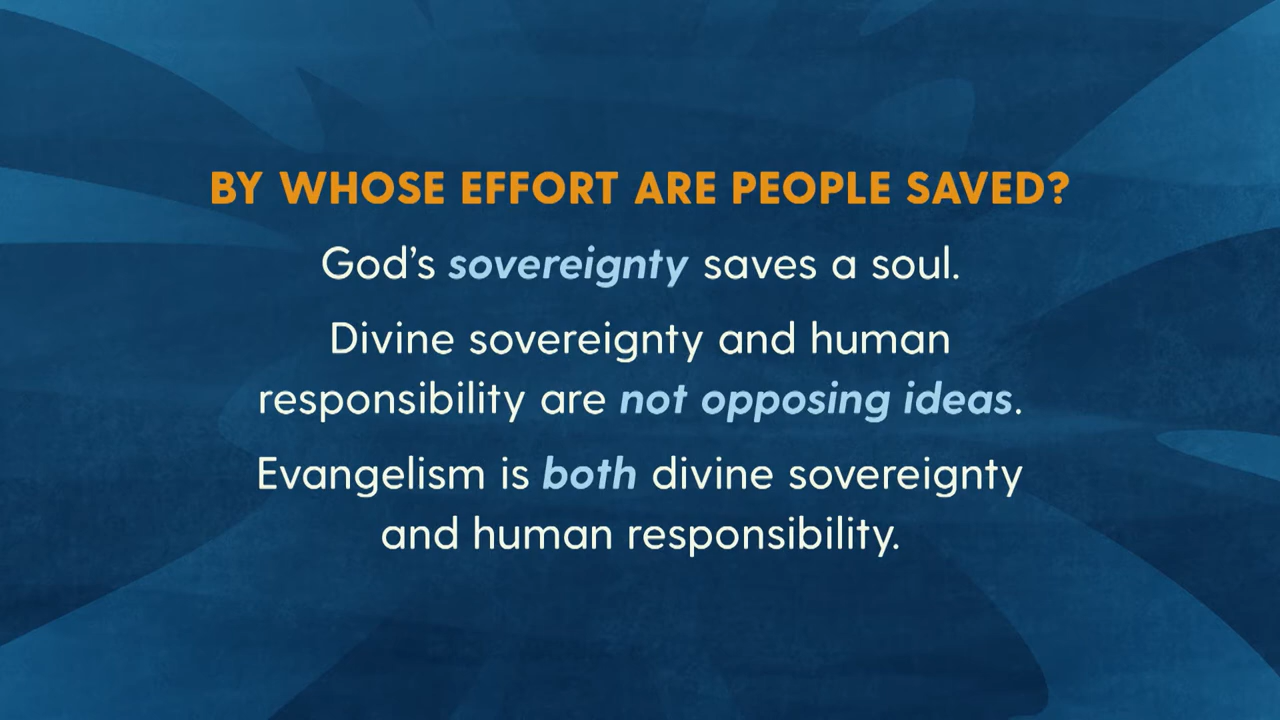 BY WHOSE EFFORT ARE PEOPLE SAVED?
God’s sovereignty saves a soul.
Divine sovereignty and human
responsibility are not opposing ideas.
Evangelism is both divine sovereignty
and human responsibility.